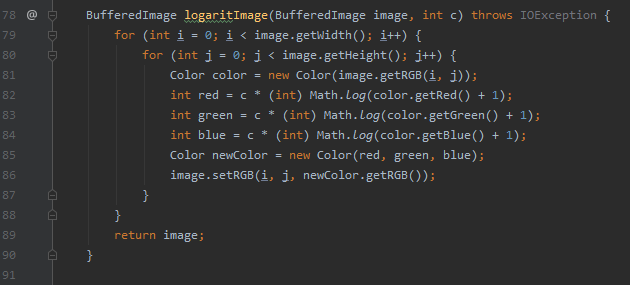 78 @ BufferedImage logaritImage(BufferedImage image, int c) throws IOException {
79 for (int i = 0; i < image.getWidth(); i++) {
80 for (int j = 0; j < image.getHeight(); j++) {
81 Color color = new Color(image.getRGB(i, j));
82 int red = c * (int) Math.log(color.getRed() + 1);
83 int green = c * (int) Math.log(color.getGreen() + 1);
84 int blue = c * (int) Math.log(color.getBlue() + 1);
85 Color newColor = new Color(red, green, blue);
86 image.setRGB(i, j, newColor.getRGB());
87 }
88 }
89 return image;
90 }
91